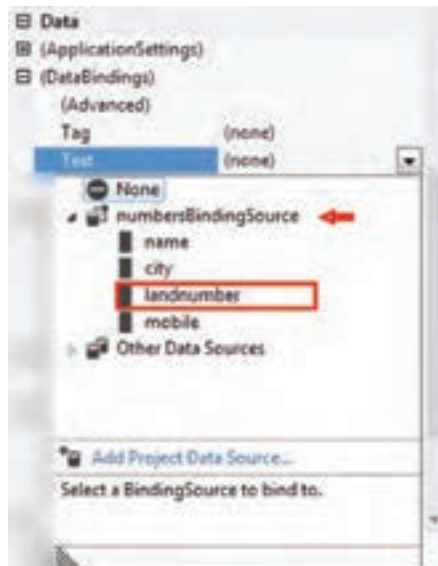 Data
(ApplicationSettings)
(DataBindings)
(Advanced)
Tag (none)
Text (none)
None
numbersBindingSource
name
city
landnumber
mobile
Other Data Sources
Add Project Data Source...
Select a BindingSource to bind to.